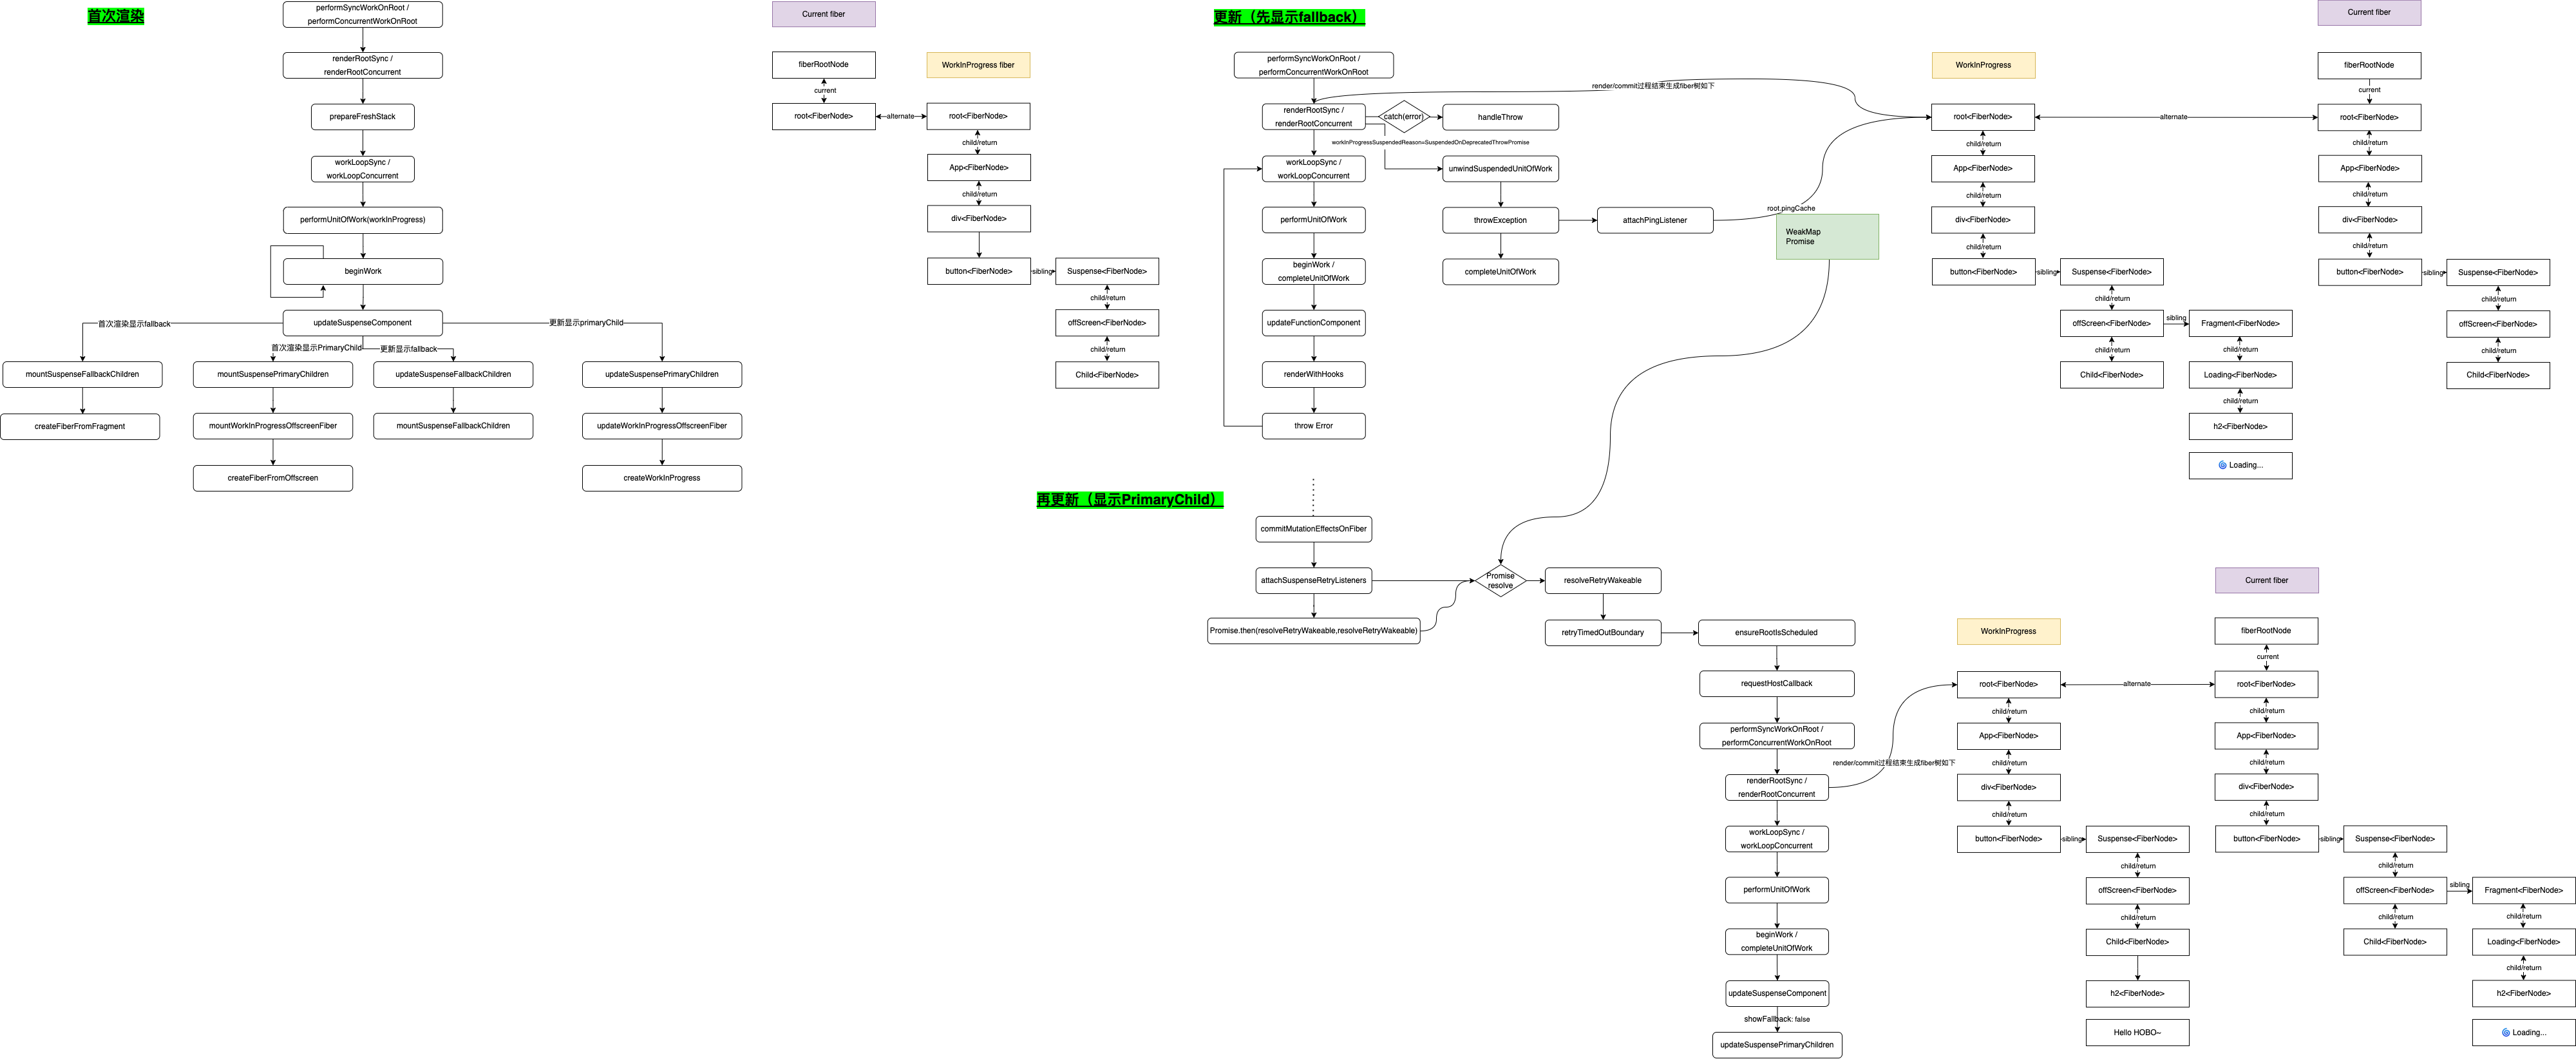 首次渲染
performSyncWorkOnRoot /
performConcurrentWorkOnRoot
renderRootSync /
renderRootConcurrent
prepareFreshStack
workLoopSync /
workLoopConcurrent
performUnitOfWork(workInProgress)
beginWork
updateSuspenseComponent
首次渲染显示fallback
首次渲染显示PrimaryChild
更新显示fallback
更新显示primaryChild
mountSuspenseFallbackChildren
mountSuspensePrimaryChildren
updateSuspenseFallbackChildren
updateSuspensePrimaryChildren
createFiberFromFragment
mountWorkInProgressOffscreenFiber
mountSuspenseFallbackChildren
updateWorkInProgressOffscreenFiber
createFiberFromOffscreen
createWorkInProgress
Current fiber
fiberRootNode
current
root<FiberNode>
alternate
WorkInProgress fiber
root<FiberNode>
child/return
App<FiberNode>
child/return
div<FiberNode>
button<FiberNode>
sibling
Suspense<FiberNode>
child/return
offScreen<FiberNode>
child/return
Child<FiberNode>
更新（先显示fallback）
performSyncWorkOnRoot /
performConcurrentWorkOnRoot
render/commit过程结束生成fiber树如下
renderRootSync /
renderRootConcurrent
catch(error)
handleThrow
workInProgressSuspendedReason=SuspendedOnDeprecatedThrowPromise
workLoopSync /
workLoopConcurrent
unwindSuspendedUnitOfWork
performUnitOfWork
throwException
attachPingListener
root.pingCache
WeakMap
Promise
beginWork /
completeUnitOfWork
completeUnitOfWork
updateFunctionComponent
renderWithHooks
throw Error
WorkInProgress
root<FiberNode>
alternate
child/return
App<FiberNode>
child/return
div<FiberNode>
child/return
button<FiberNode>
sibling
Suspense<FiberNode>
child/return
offScreen<FiberNode>
sibling
Fragment<FiberNode>
child/return
child/return
Child<FiberNode>
Loading<FiberNode>
child/return
h2<FiberNode>
🌀 Loading...
Current fiber
fiberRootNode
current
root<FiberNode>
child/return
App<FiberNode>
child/return
div<FiberNode>
child/return
button<FiberNode>
sibling
Suspense<FiberNode>
child/return
offScreen<FiberNode>
child/return
Child<FiberNode>
再更新（显示PrimaryChild）
commitMutationEffectsOnFiber
attachSuspenseRetryListeners
Promise.then(resolveRetryWakeable,resolveRetryWakeable)
Promise
resolve
resolveRetryWakeable
retryTimedOutBoundary
ensureRootIsScheduled
requestHostCallback
performSyncWorkOnRoot /
performConcurrentWorkOnRoot
renderRootSync /
renderRootConcurrent
render/commit过程结束生成fiber树如下
workLoopSync /
workLoopConcurrent
performUnitOfWork
beginWork /
completeUnitOfWork
updateSuspenseComponent
showFallback: false
updateSuspensePrimaryChildren
WorkInProgress
root<FiberNode>
alternate
child/return
App<FiberNode>
child/return
div<FiberNode>
child/return
button<FiberNode>
sibling
Suspense<FiberNode>
child/return
offScreen<FiberNode>
child/return
Child<FiberNode>
h2<FiberNode>
Hello HOBO~
Current fiber
fiberRootNode
current
root<FiberNode>
child/return
App<FiberNode>
child/return
div<FiberNode>
child/return
button<FiberNode>
sibling
Suspense<FiberNode>
child/return
offScreen<FiberNode>
sibling
Fragment<FiberNode>
child/return
child/return
Child<FiberNode>
Loading<FiberNode>
child/return
h2<FiberNode>
🌀 Loading...